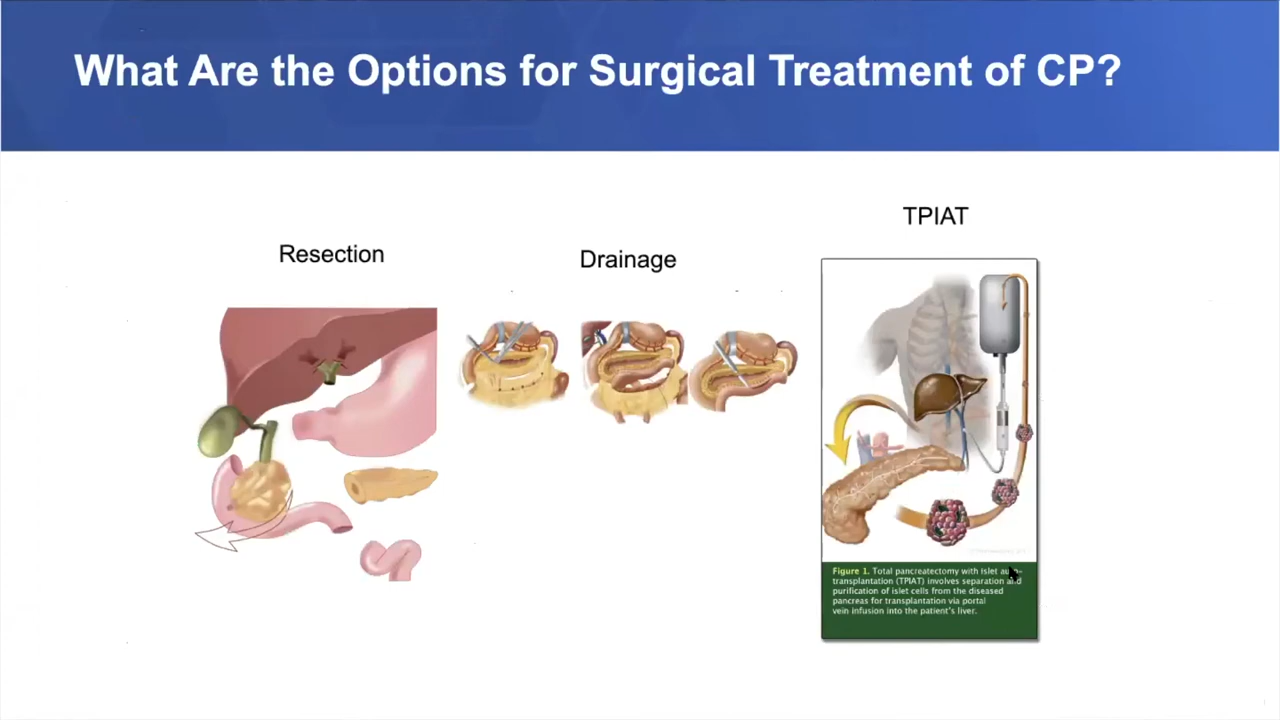 What Are the Options for Surgical Treatment of CP?
TPIAT
Resection
Drainage
Figure 1. Total pancreatectomy with islet auto-
transplantation (TPIAT) involves separation and
purification of islet cells from the diseased
pancreas for transplantation via portal
vein infusion into the patient's liver.